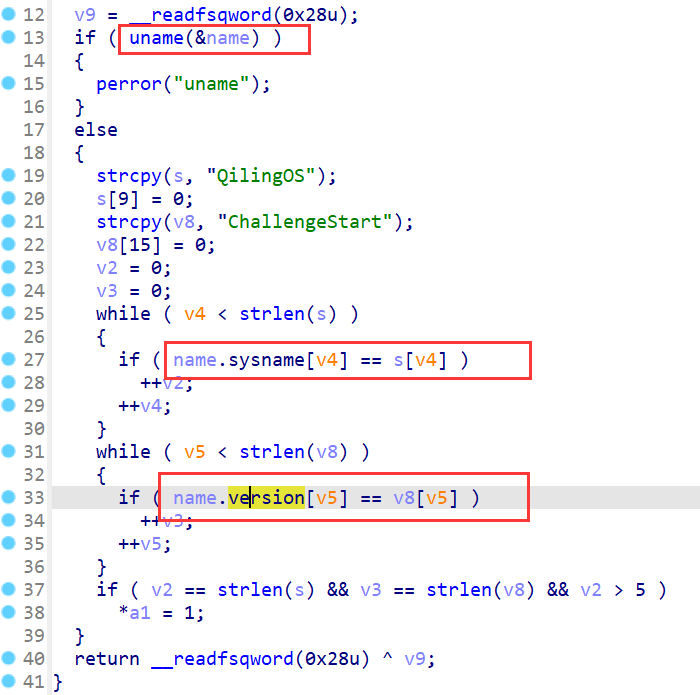 12 v9 = __readfsqword(0x28u);
13 if ( uname(&name) )
14 {
15 perror("uname");
16 }
17 else
18 {
19 strcpy(s, "QilingOS");
20 s[9] = 0;
21 strcpy(v8, "ChallengeStart");
22 v8[15] = 0;
23 v2 = 0;
24 v3 = 0;
25 while ( v4 < strlen(s) )
26 {
27 if ( name.sysname[v4] == s[v4] )
28 ++v2;
29 ++v4;
30 }
31 while ( v5 < strlen(v8) )
32 {
33 if ( name.version[v5] == v8[v5] )
34 ++v3;
35 ++v5;
36 }
37 if ( v2 == strlen(s) && v3 == strlen(v8) && v2 > 5 )
38 *a1 = 1;
39 }
40 return __readfsqword(0x28u) ^ v9;
41 }